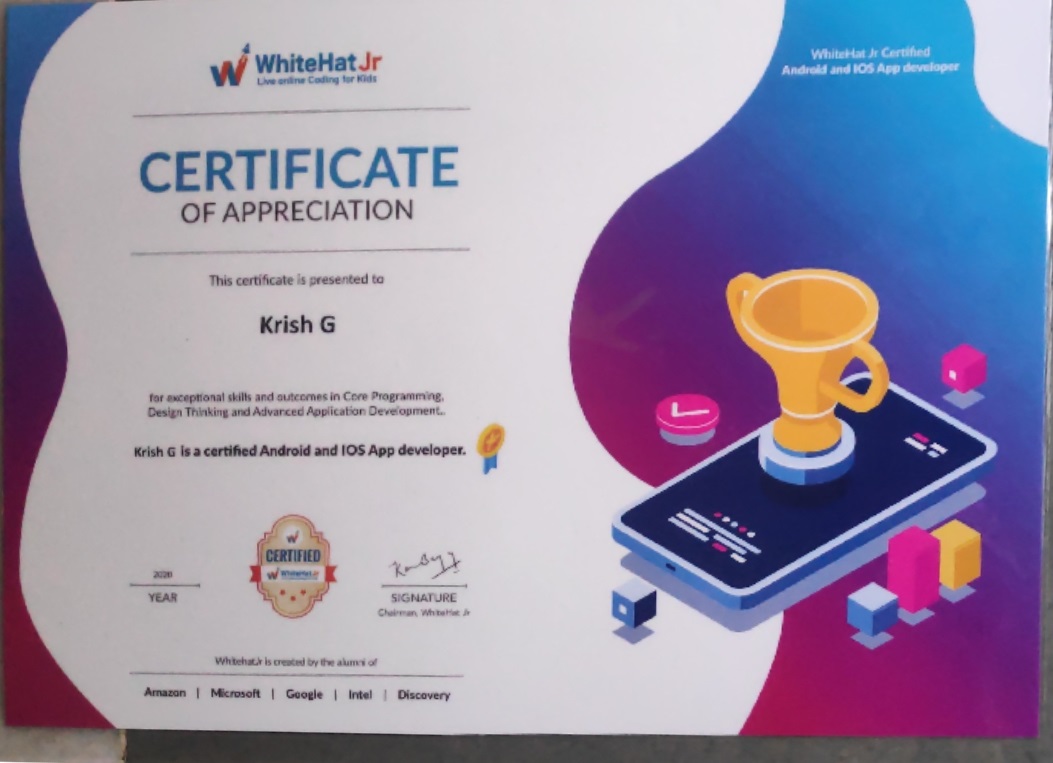 WhiteHat Jr
Live online Coding for Kids
WhiteHat Jr Certified
Android and IOS App developer
CERTIFICATE
OF APPRECIATION
This certificate is presented to
Krish G
for exceptional skills and outcomes in Core Programming,
Design Thinking and Advanced Application Development..
Krish G is a certified Android and IOS App developer.
CERTIFIED
WhiteHat Jr
2020
YEAR
SIGNATURE
Chairman, WhiteHat Jr
WhitehatJr is created by the alumni of
Amazon | Microsoft | Google | Intel | Discovery